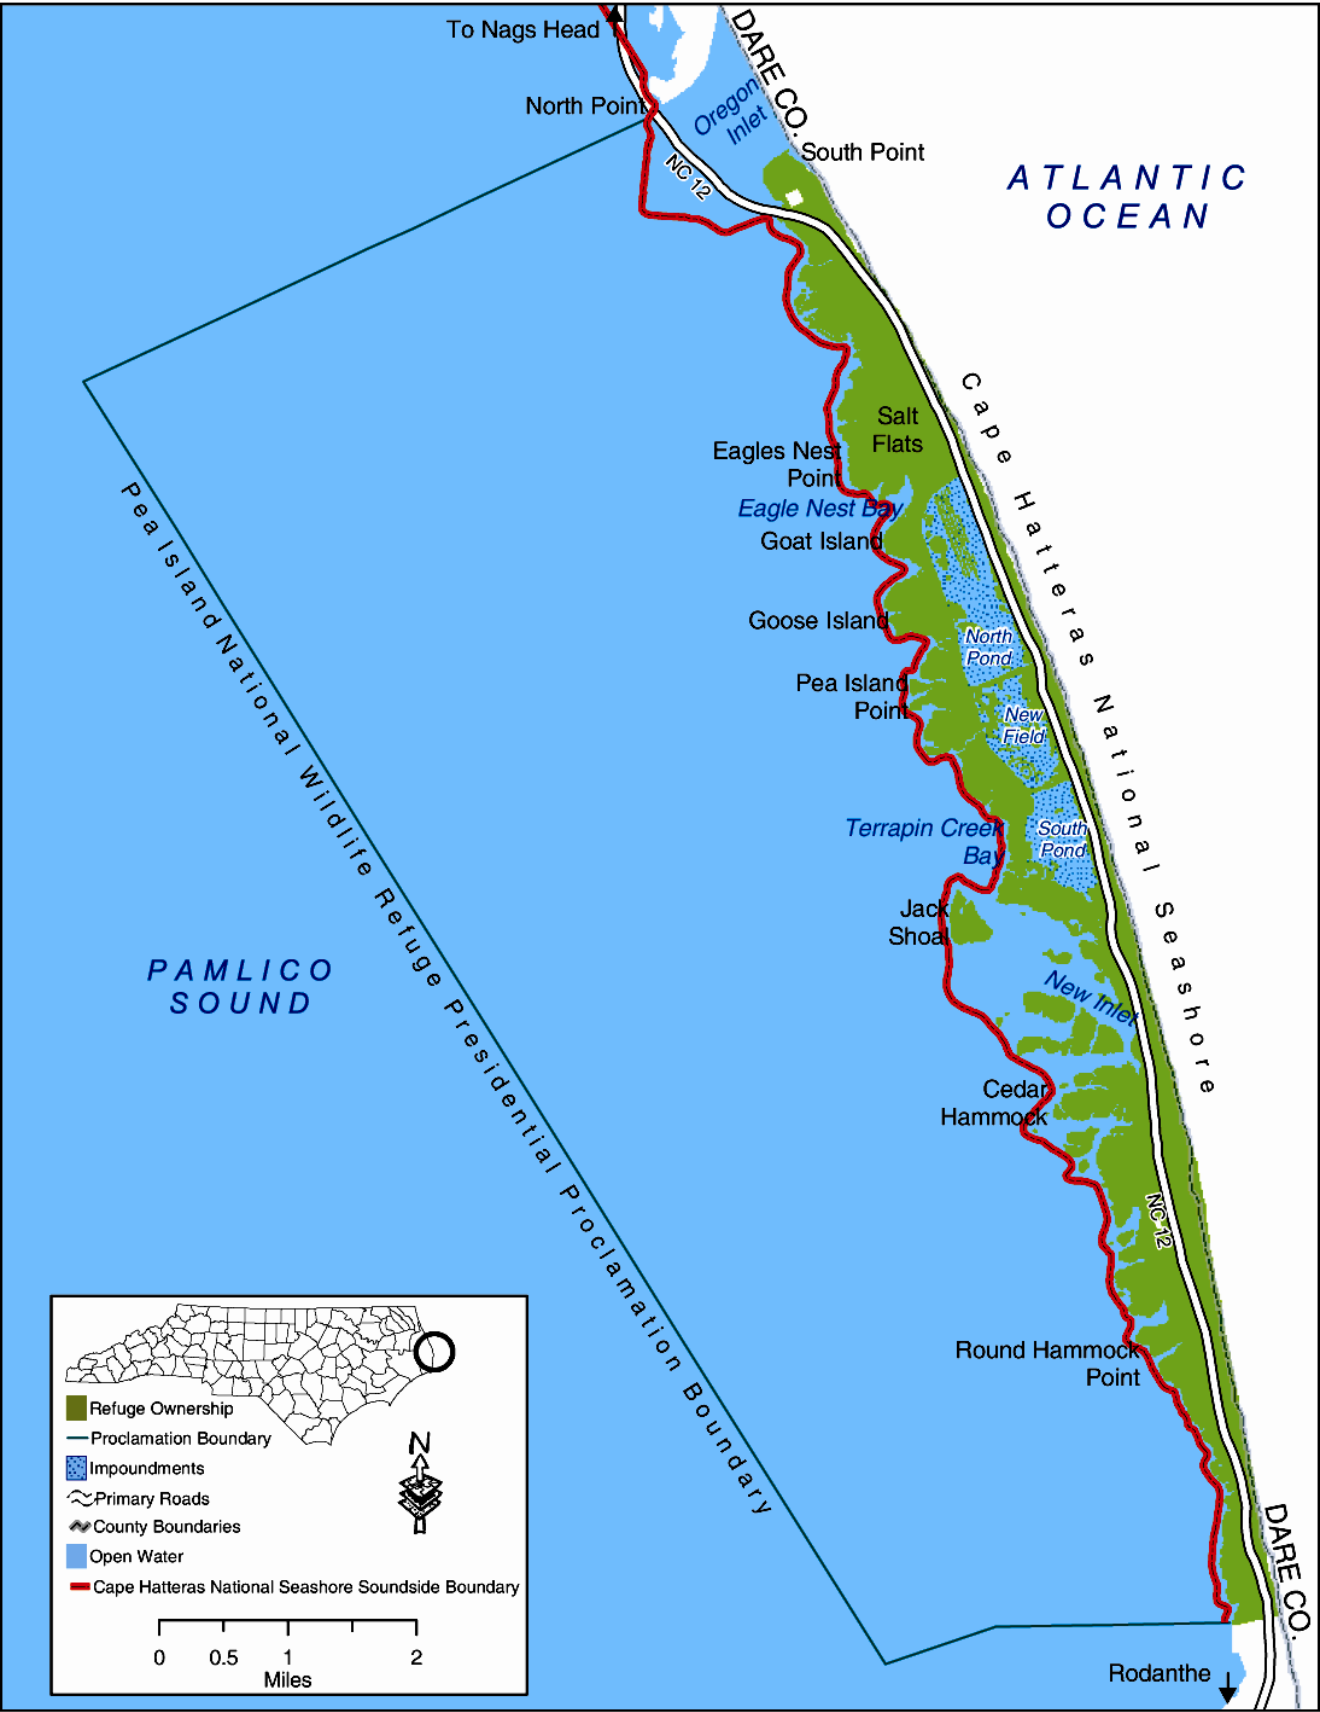 To Nags Head
DARE CO.
North Point
Oregon
Inlet
South Point
NC 12
ATLANTIC
OCEAN
Cape Hatteras National Seashore
Salt
Flats
Eagles Nest
Point
Eagle Nest Bay
Goat Island
Pea Island National Wildlife Refuge Presidential Proclamation Boundary
Goose Island
North
Pond
Pea Island
Point
New
Field
Terrapin Creek
Bay
South
Pond
Jack
Shoal
PAMLICO
SOUND
New Inlet
Cedar
Hammock
NC 12
Round Hammock
Point
Refuge Ownership
Proclamation Boundary
N
Impoundments
Primary Roads
County Boundaries
Open Water
Cape Hatteras National Seashore Soundside Boundary
0 0.5 1 2
Miles
DARE CO.
Rodanthe